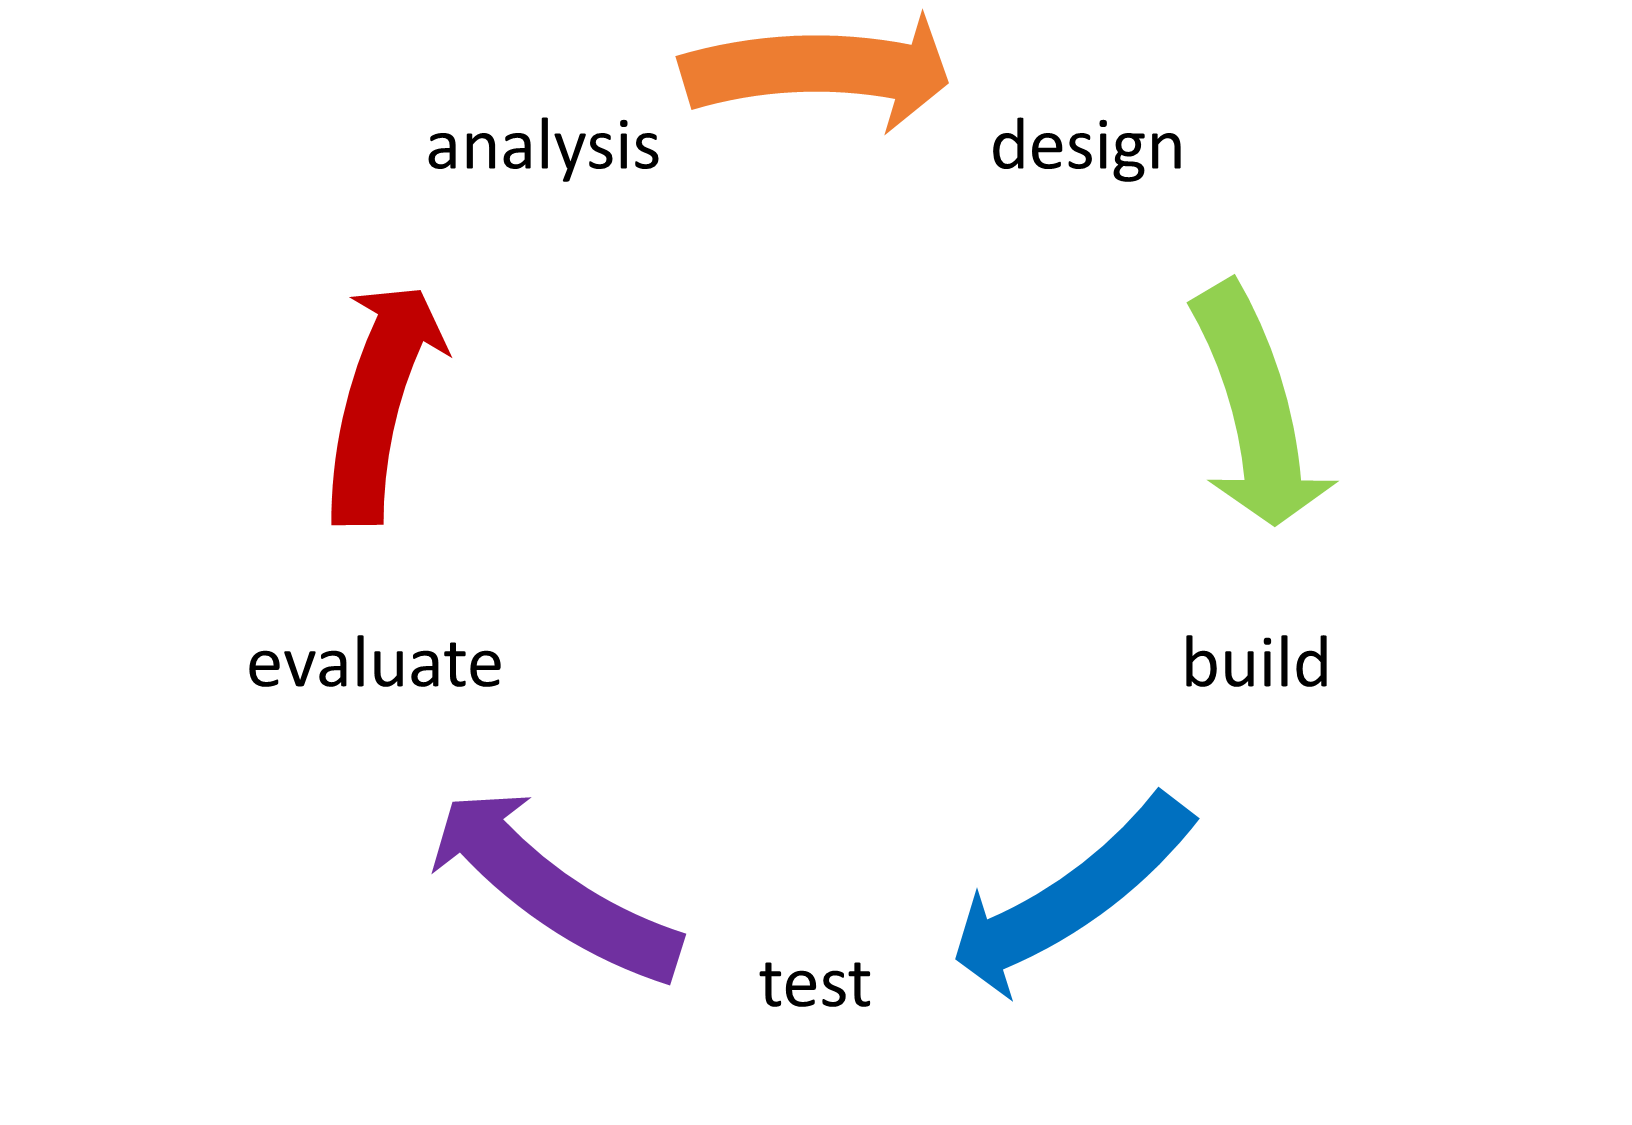 analysis
design
build
test
evaluate